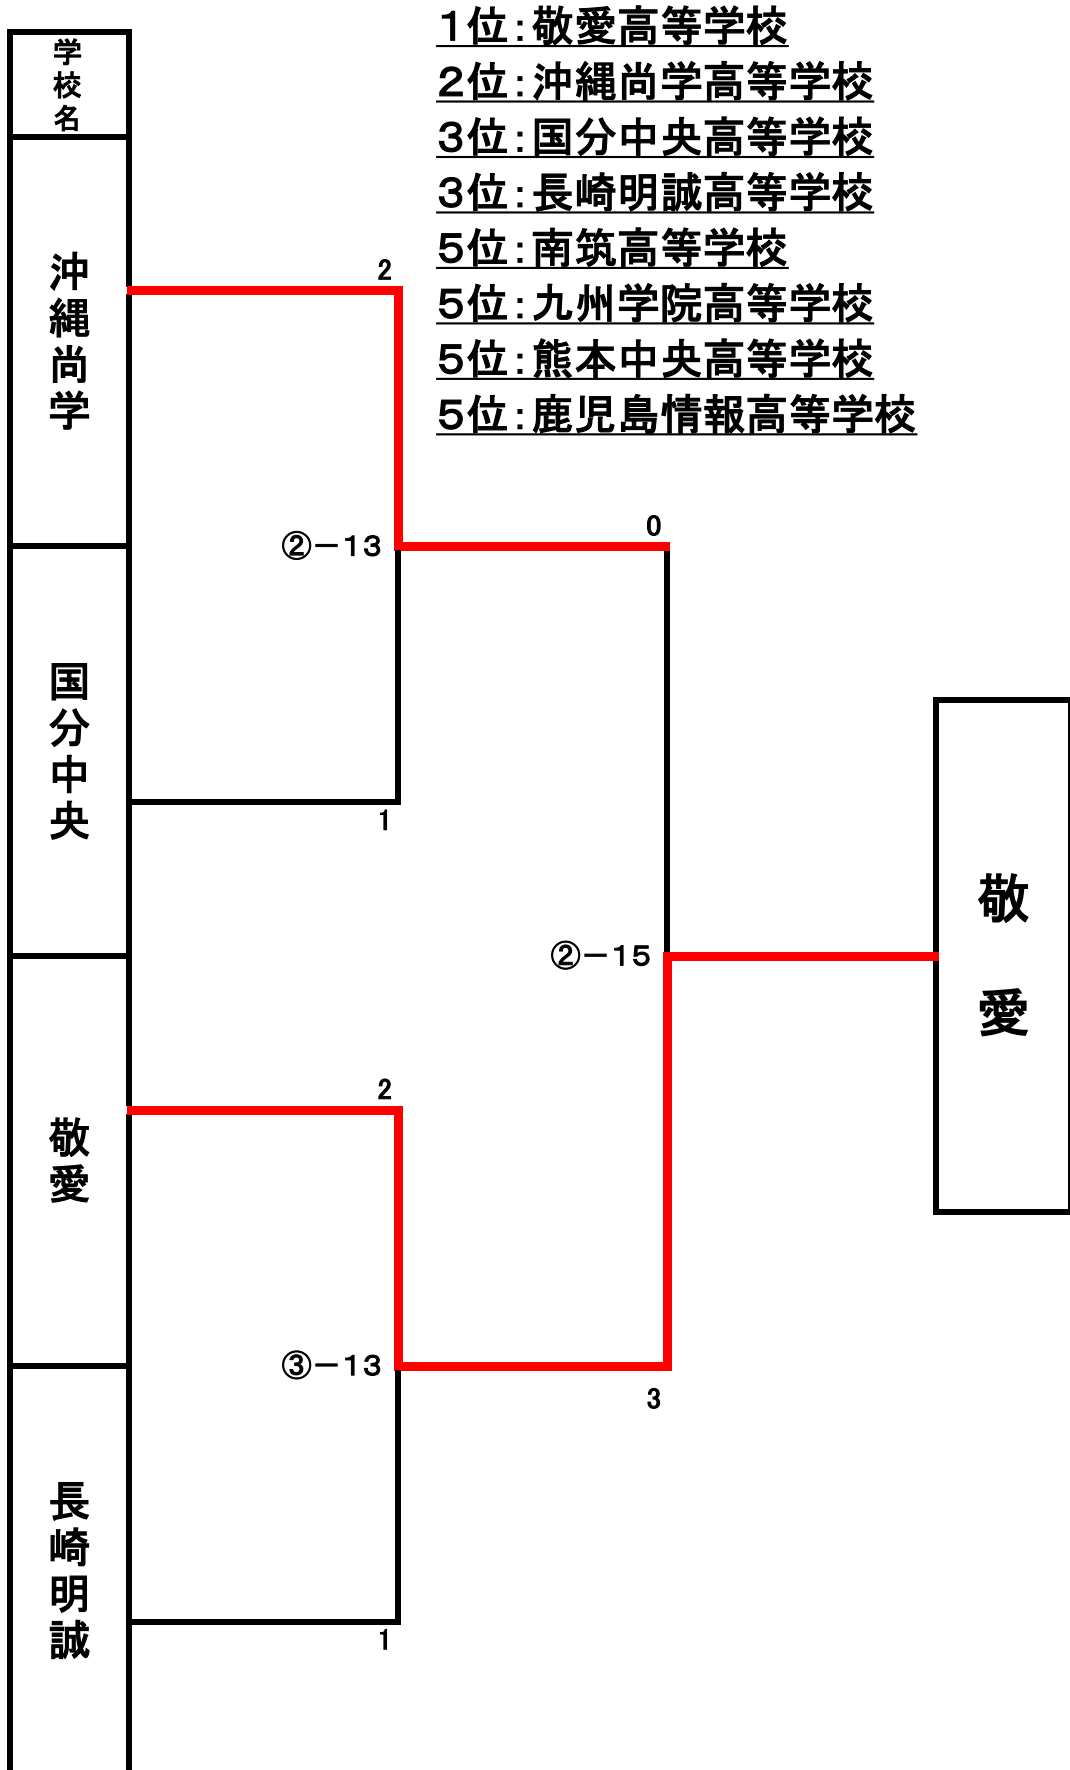 1位：敬愛高等学校
2位：沖縄尚学高等学校
3位：国分中央高等学校
3位：長崎明誠高等学校
5位：南筑高等学校
5位：九州学院高等学校
5位：熊本中央高等学校
5位：鹿児島情報高等学校
学校名
沖縄尚学
2
②－13
0
国分中央
1
②－15
敬愛
敬愛
2
③－13
3
長崎明誠
1